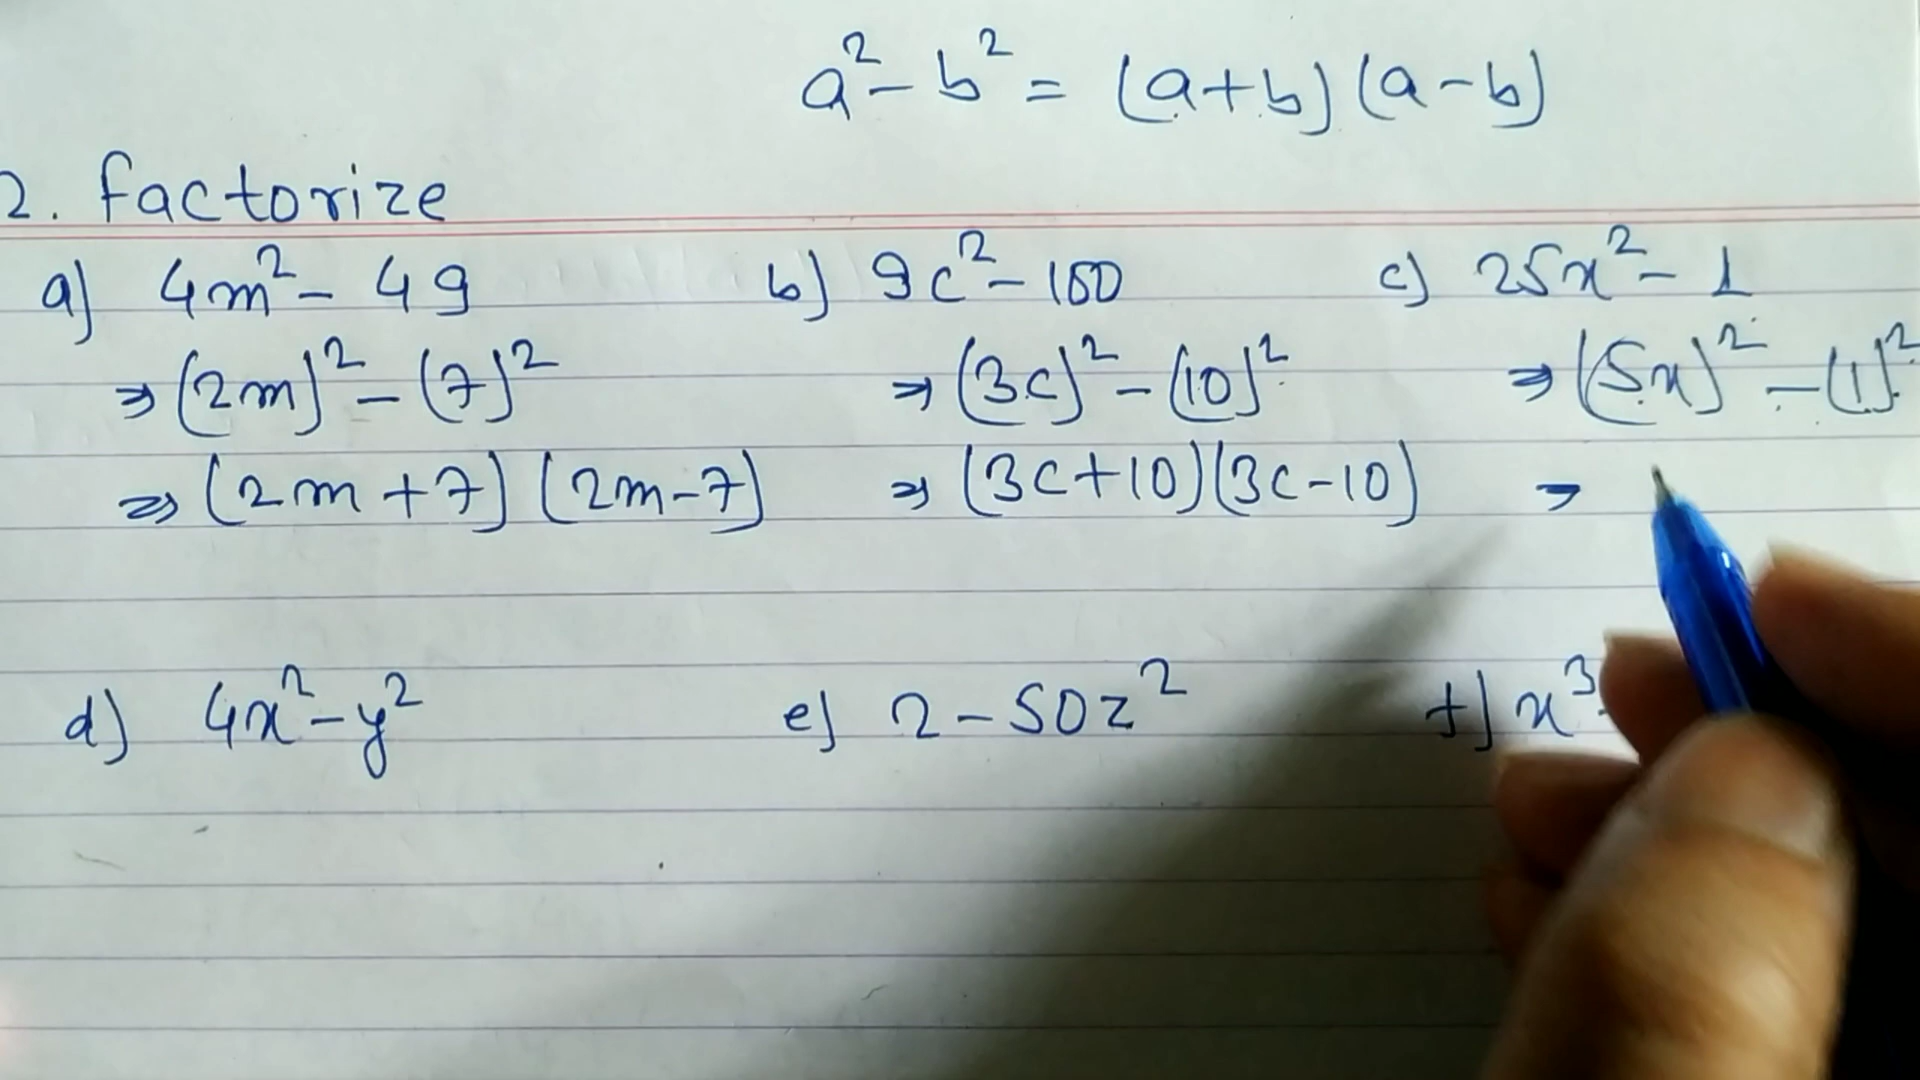 a² - b² = (a+b) (a-b)
2. factorize
a) 4m² - 49
b) 9c² - 100
c) 25x² - 1
⇒ (2m)² - (7)²
⇒ (3c)² - (10)²
⇒ (5x)² - (1)²
⇒ (2m+7) (2m-7)
⇒ (3c+10)(3c-10)
⇒
d) 4x² - y²
e) 2 - 50z²
f) x³